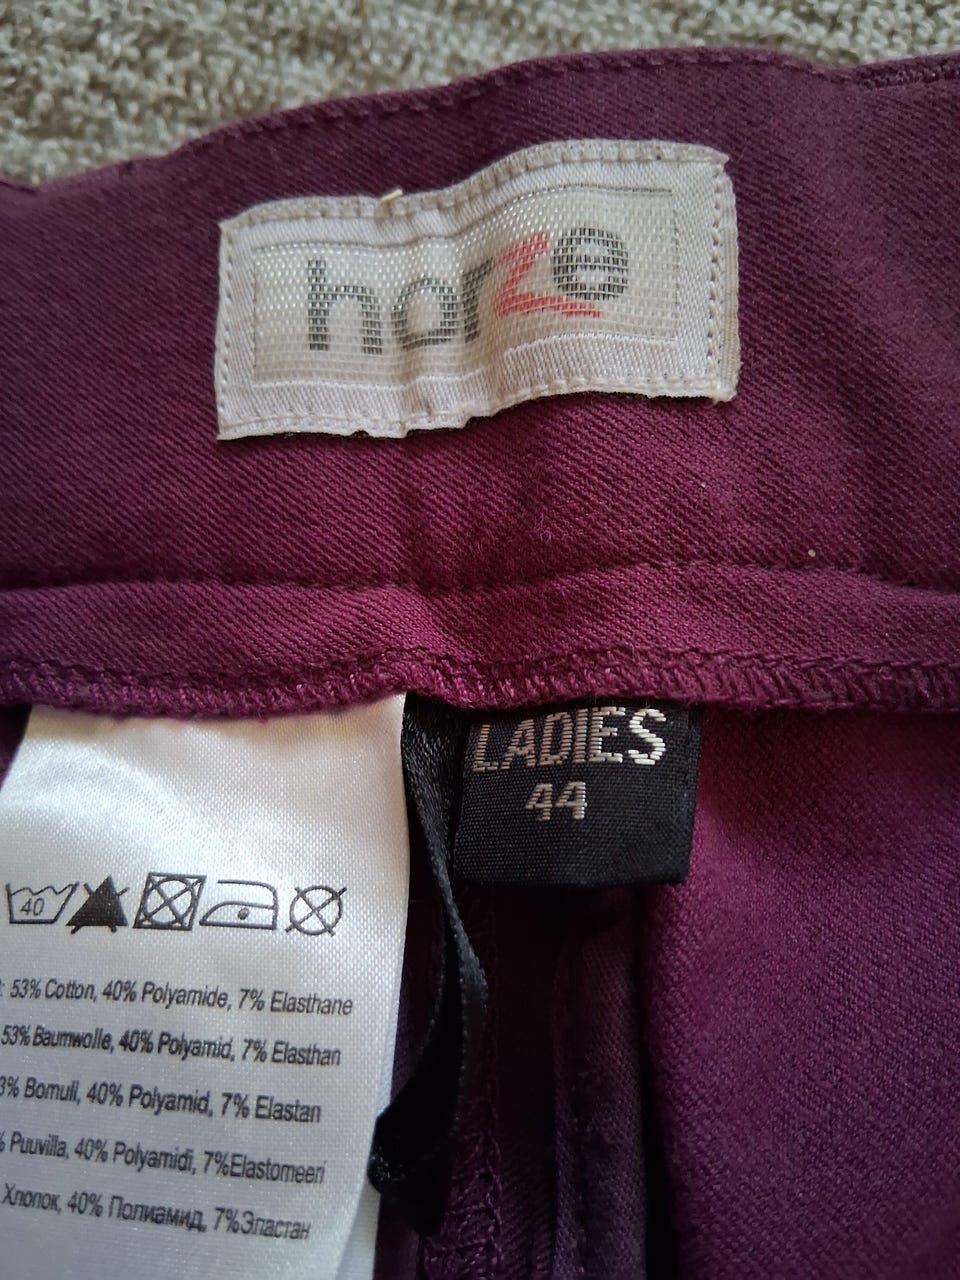 horze
LADIES
44
40
: 53% Cotton, 40% Polyamide, 7% Elasthane
53% Baumwolle, 40% Polyamid, 7% Elasthan
3% Bomull, 40% Polyamid, 7% Elastan
% Puuvilla, 40% Polyamidi, 7%Elastomeeri
Хлопок, 40% Полиамид, 7%Эластан